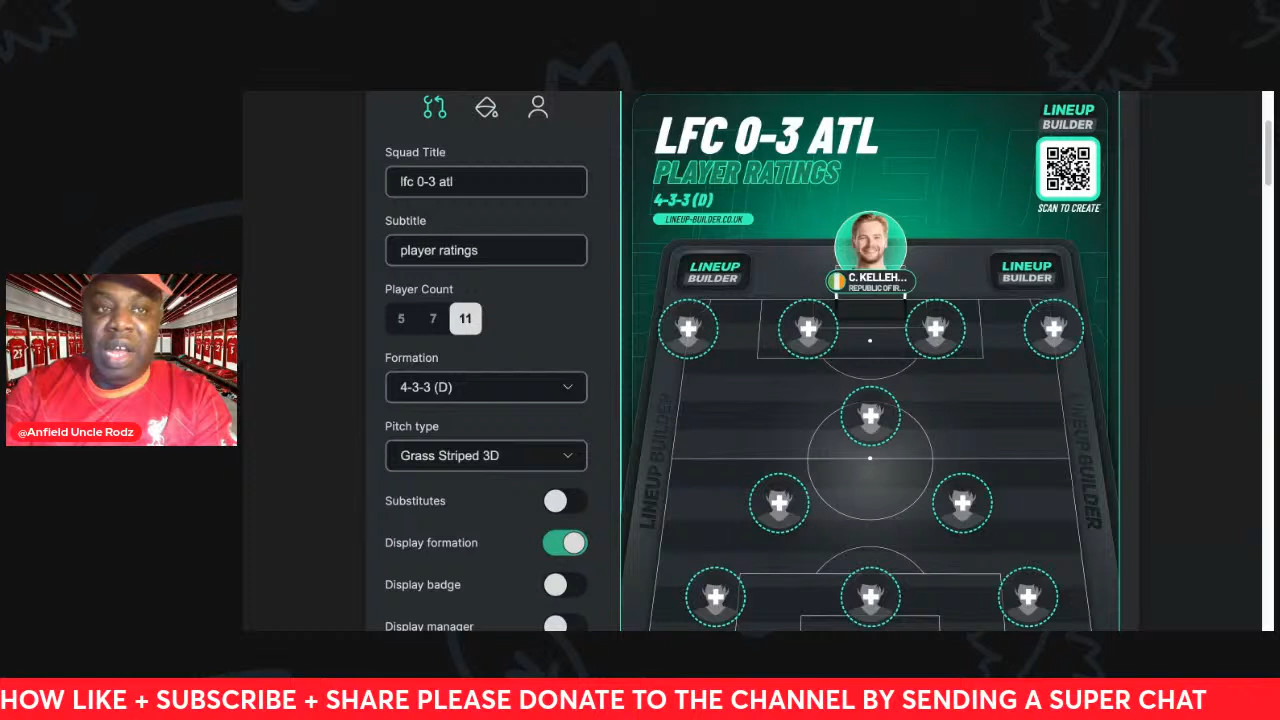 Squad Title
lfc 0-3 atl
Subtitle
player ratings
Player Count
5 7 11
Formation
4-3-3 (D)
Pitch type
Grass Striped 3D
Substitutes
Display formation
Display badge
Display manager
LFC 0-3 ATL
PLAYER RATINGS
4-3-3 (D)
LINEUP-BUILDER.CO.UK
LINEUP
BUILDER
SCAN TO CREATE
LINEUP
BUILDER
C. KELLEH...
REPUBLIC OF IR...
LINEUP
BUILDER
LINEUP BUILDER
LINEUP BUILDER
23
@Anfield Uncle Rodz
HOW LIKE + SUBSCRIBE + SHARE PLEASE DONATE TO THE CHANNEL BY SENDING A SUPER CHAT